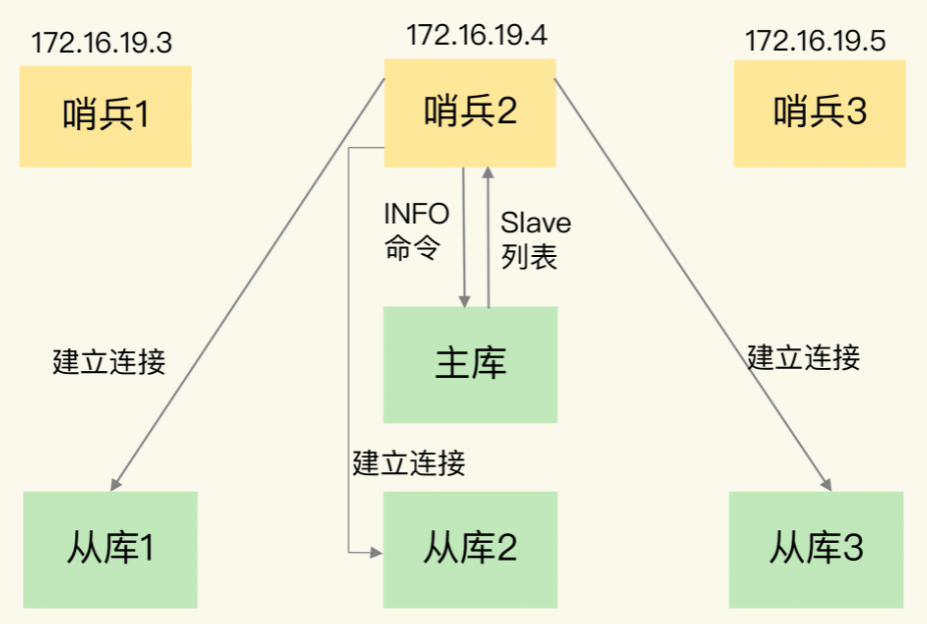 172.16.19.3
172.16.19.4
172.16.19.5
哨兵1
哨兵2
哨兵3
INFO
命令
Slave
列表
主库
建立连接
建立连接
建立连接
从库1
从库2
从库3